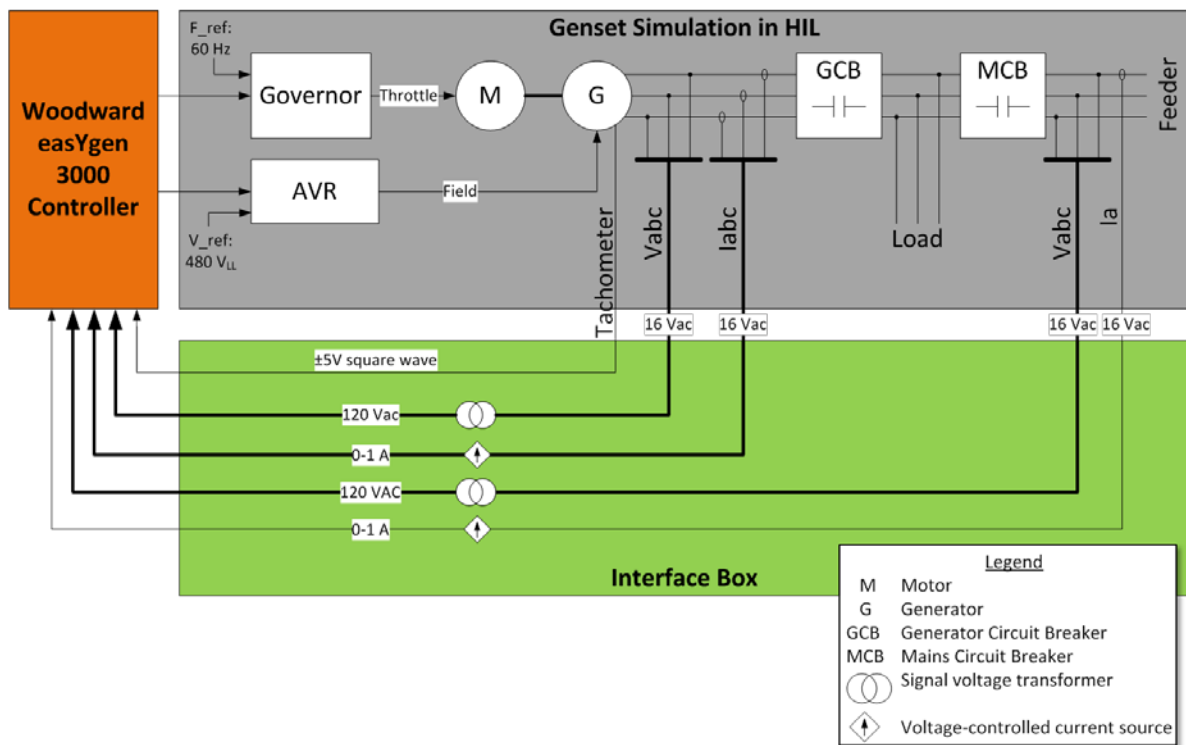 Woodward
easYgen
3000
Controller
Genset Simulation in HIL
F_ref:
60 Hz
Governor
Throttle
M
G
GCB
MCB
Feeder
AVR
Field
V_ref:
480 VLL
Tachometer
Vabc
Iabc
Load
Vabc
Ia
16 Vac
16 Vac
16 Vac
16 Vac
±5V square wave
120 Vac
0-1 A
120 VAC
0-1 A
Interface Box
Legend
M Motor
G Generator
GCB Generator Circuit Breaker
MCB Mains Circuit Breaker
Signal voltage transformer
Voltage-controlled current source